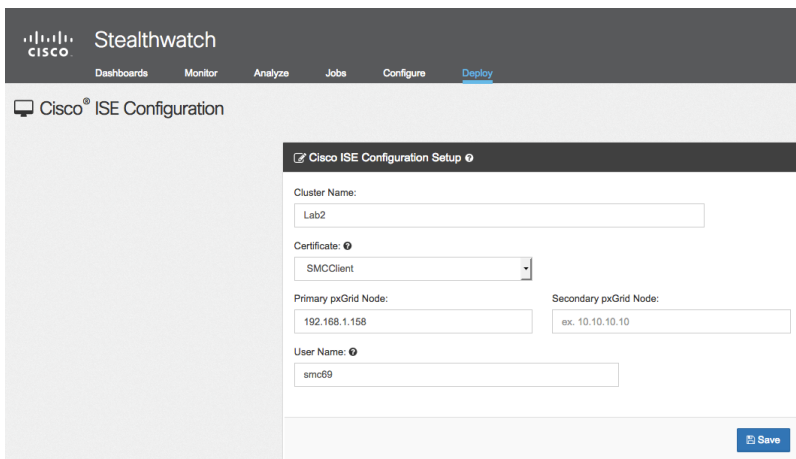 CISCO Stealthwatch
Dashboards Monitor Analyze Jobs Configure Deploy
Cisco® ISE Configuration
Cisco ISE Configuration Setup
Cluster Name:
Lab2
Certificate:
SMCClient
Primary pxGrid Node: Secondary pxGrid Node:
192.168.1.158 ex. 10.10.10.10
User Name:
smc69
Save